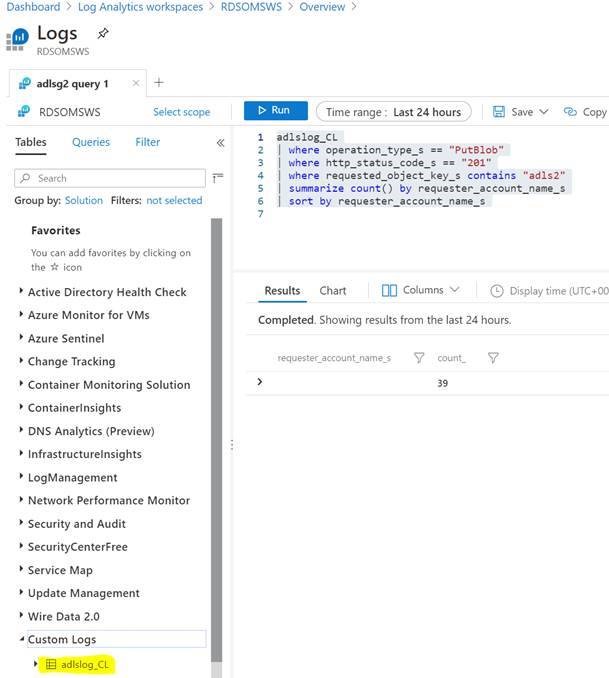 Dashboard > Log Analytics workspaces > RDSOMSWS > Overview >
Logs
RDSOMSWS
adlsg2 query 1
RDSOMSWS
Select scope
Run
Time range : Last 24 hours
Save
Copy
Tables
Queries
Filter
Search
Group by: Solution Filters: not selected
Favorites
You can add favorites by clicking on
the ☆ icon
Active Directory Health Check
Azure Monitor for VMs
Azure Sentinel
Change Tracking
Container Monitoring Solution
ContainerInsights
DNS Analytics (Preview)
InfrastructureInsights
LogManagement
Network Performance Monitor
Security and Audit
SecurityCenterFree
Service Map
Update Management
Wire Data 2.0
Custom Logs
adlslog_CL
1 adlslog_CL
2 | where operation_type_s == "PutBlob"
3 | where http_status_code_s == "201"
4 | where requested_object_key_s contains "adls2"
5 | summarize count() by requester_account_name_s
6 | sort by requester_account_name_s
7
Results
Chart
Columns
Display time (UTC+00
Completed. Showing results from the last 24 hours.
requester_account_name_s
count_
39